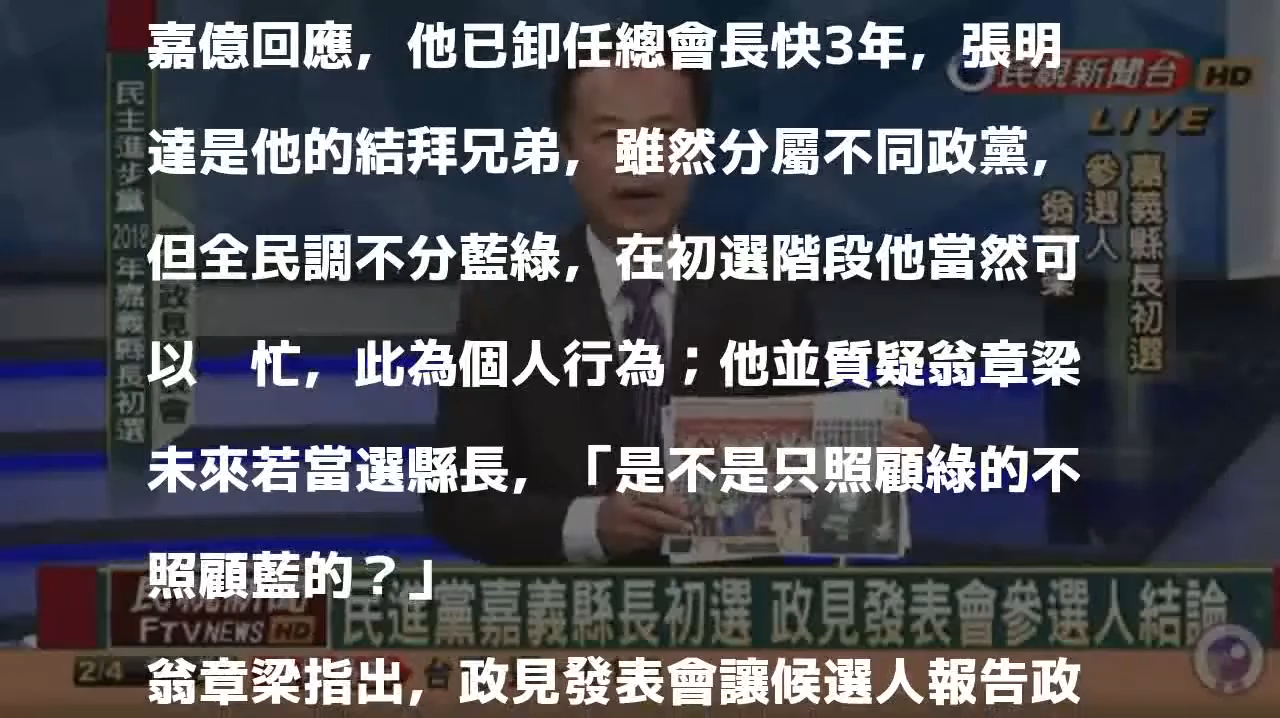 嘉億回應，他已卸任總會長快3年，張明
達是他的結拜兄弟，雖然分屬不同政黨，
但全民調不分藍綠，在初選階段他當然可
以　忙，此為個人行為；他並質疑翁章梁
未來若當選縣長，「是不是只照顧綠的不
照顧藍的？」
翁章梁指出，政見發表會讓候選人報告政
民視新聞台 HD
LIVE
嘉義縣長初選
參選人
翁
梁
民主進步黨 2018年嘉義縣長初選
政見
會
民視新聞
FTVNEWS HD
民進黨嘉義縣長初選 政見發表會參選人結論
2/4
台